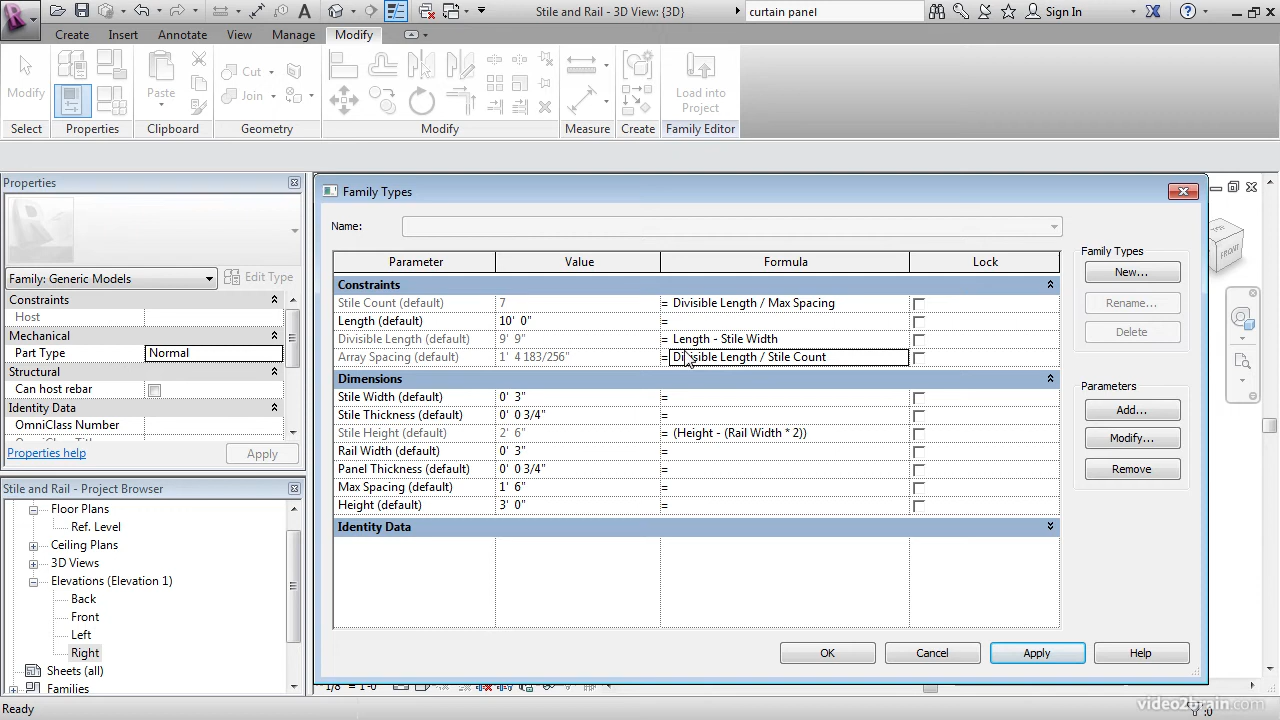 Stile and Rail - 3D View: {3D}
curtain panel
Sign In
Create
Insert
Annotate
View
Manage
Modify
Modify
Paste
Cut
Join
Load into
Project
Select
Properties
Clipboard
Geometry
Modify
Measure
Create
Family Editor
Properties
Family: Generic Models
Edit Type
Constraints
Host
Mechanical
Part Type
Normal
Structural
Can host rebar
Identity Data
OmniClass Number
Properties help
Apply
Stile and Rail - Project Browser
Floor Plans
Ref. Level
Ceiling Plans
3D Views
Elevations (Elevation 1)
Back
Front
Left
Right
Sheets (all)
Families
Ready
Family Types
Name:
Parameter Value Formula Lock
Constraints
Stile Count (default) 7 = Divisible Length / Max Spacing
Length (default) 10' 0" =
Divisible Length (default) 9' 9" = Length - Stile Width
Array Spacing (default) 1' 4 183/256" = Divisible Length / Stile Count
Dimensions
Stile Width (default) 0' 3" =
Stile Thickness (default) 0' 0 3/4" =
Stile Height (default) 2' 6" = (Height - (Rail Width * 2))
Rail Width (default) 0' 3" =
Panel Thickness (default) 0' 0 3/4" =
Max Spacing (default) 1' 6" =
Height (default) 3' 0" =
Identity Data
Family Types
New...
Rename...
Delete
Parameters
Add...
Modify...
Remove
OK
Cancel
Apply
Help
FRONT
:0
video2brain.com